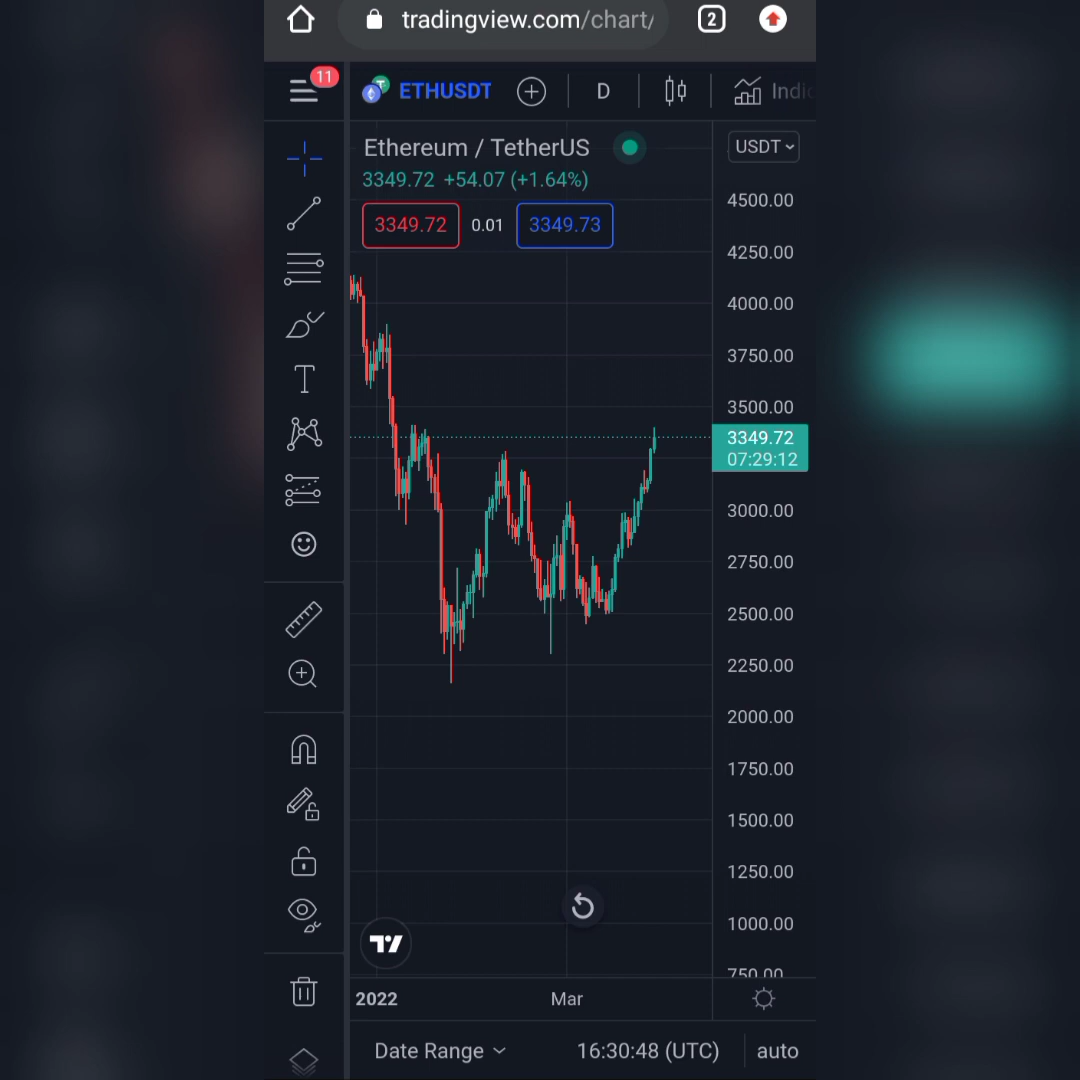 tradingview.com/chart/
2
11
ETHUSDT
D
Indic
Ethereum / TetherUS
USDT
3349.72 +54.07 (+1.64%)
3349.72
0.01
3349.73
4500.00
4250.00
4000.00
3750.00
3500.00
3349.72
07:29:12
3000.00
2750.00
2500.00
2250.00
2000.00
1750.00
1500.00
1250.00
1000.00
750.00
2022
Mar
Date Range
16:30:48 (UTC)
auto